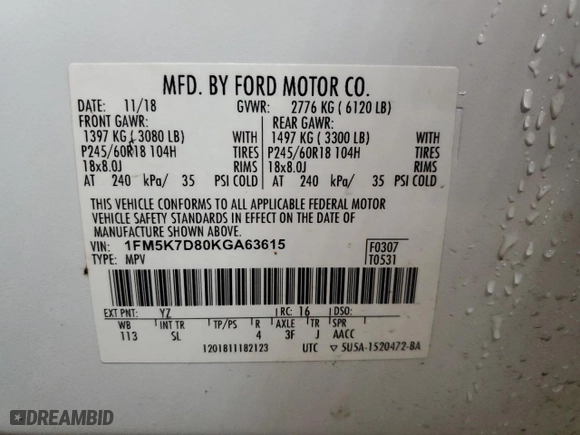 MFD. BY FORD MOTOR CO.
DATE: 11/18 GVWR: 2776 KG ( 6120 LB)
FRONT GAWR: REAR GAWR:
1397 KG ( 3080 LB) WITH 1497 KG ( 3300 LB) WITH
P245/60R18 104H TIRES P245/60R18 104H TIRES
18x8.0J RIMS 18x8.0J RIMS
AT 240 kPa/ 35 PSI COLD AT 240 kPa/ 35 PSI COLD
THIS VEHICLE CONFORMS TO ALL APPLICABLE FEDERAL MOTOR
VEHICLE SAFETY STANDARDS IN EFFECT ON THE DATE OF
MANUFACTURE SHOWN ABOVE.
VIN: 1FM5K7D80KGA63615 F0307
TYPE: MPV T0531
EXT PNT: YZ RC: 16 DSO:
WB INT TR TP/PS R AXLE TR SPR
113 SL 4 3F J AACC
1201811182123 UTC ▽ 5U5A-1520472-BA
DREAMBID